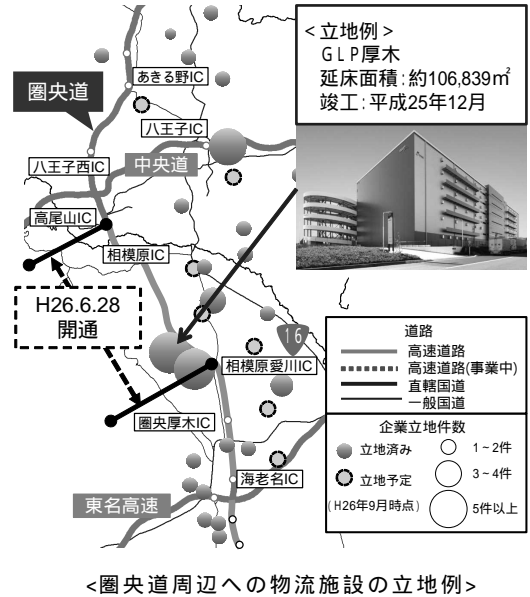 <立地例>
GLP厚木
延床面積:約106,839㎡
竣工:平成25年12月
あきる野IC
圏央道
八王子IC
八王子西IC
中央道
高尾山IC
相模原IC
H26.6.28
開通
16
相模原愛川IC
圏央厚木IC
海老名IC
東名高速
道路
高速道路
高速道路(事業中)
直轄国道
一般国道
企業立地件数
立地済み
1~2件
立地予定
3~4件
(H26年9月時点)
5件以上
<圏央道周辺への物流施設の立地例>